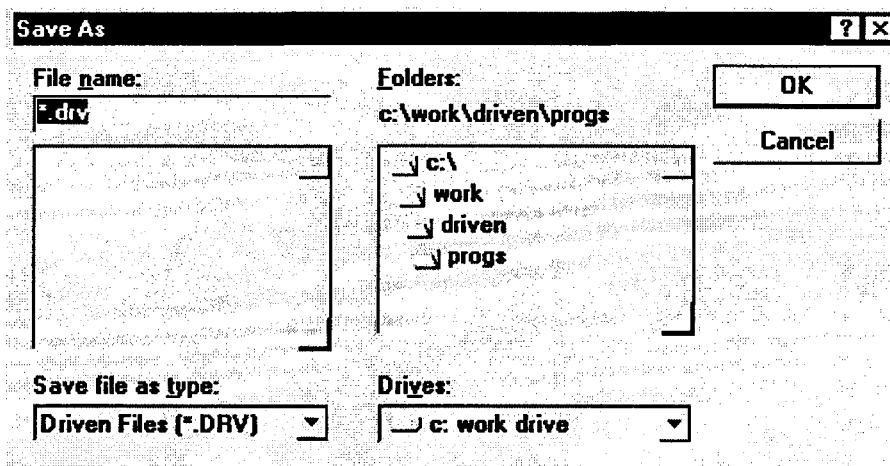 Save As
File name:
*.drv
Folders:
c:\work\driven\progs
OK
Cancel
c:\
work
driven
progs
Save file as type:
Driven Files (*.DRV)
Drives:
c: work drive